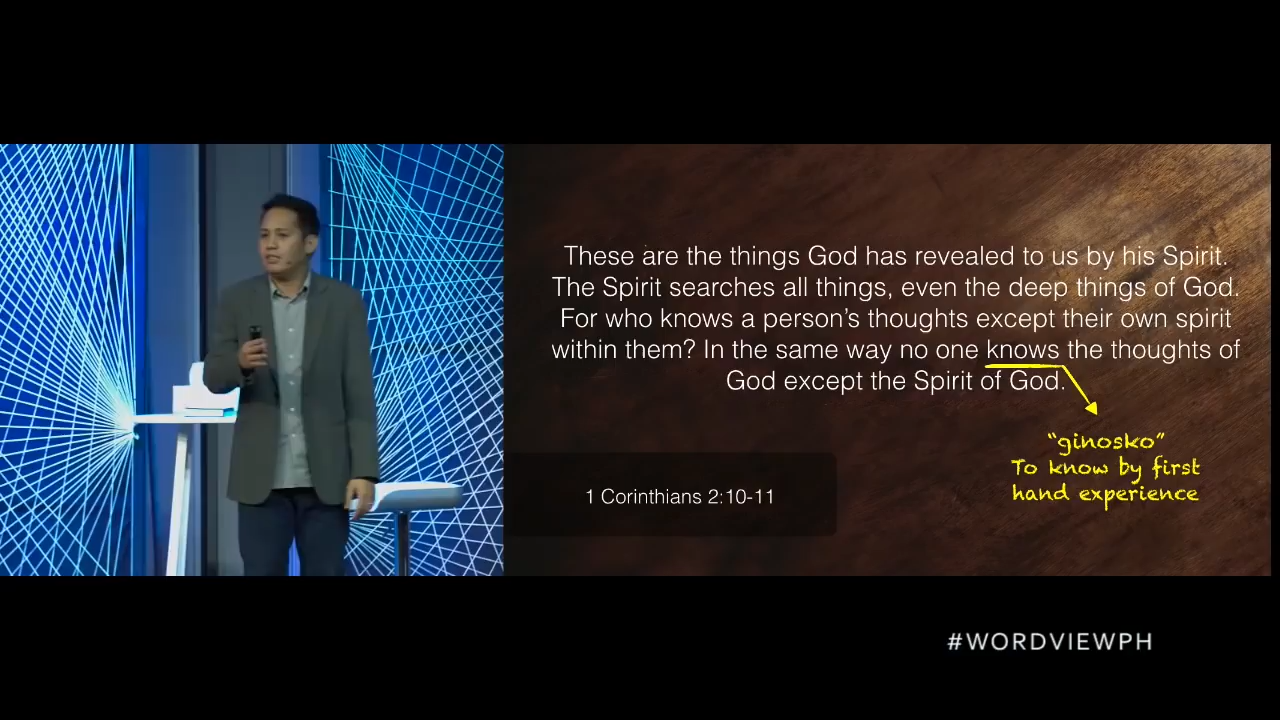 These are the things God has revealed to us by his Spirit.
The Spirit searches all things, even the deep things of God.
For who knows a person's thoughts except their own spirit
within them? In the same way no one knows the thoughts of
God except the Spirit of God.
"ginosko"
To know by first
hand experience
1 Corinthians 2:10-11
#WORDVIEWPH